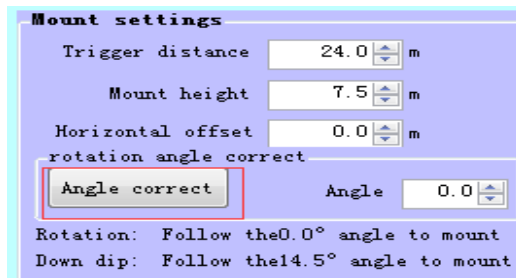 Mount settings
Trigger distance 24.0 m
Mount height 7.5 m
Horizontal offset 0.0 m
rotation angle correct
Angle correct Angle 0.0
Rotation: Follow the0.0° angle to mount
Down dip: Follow the14.5° angle to mount